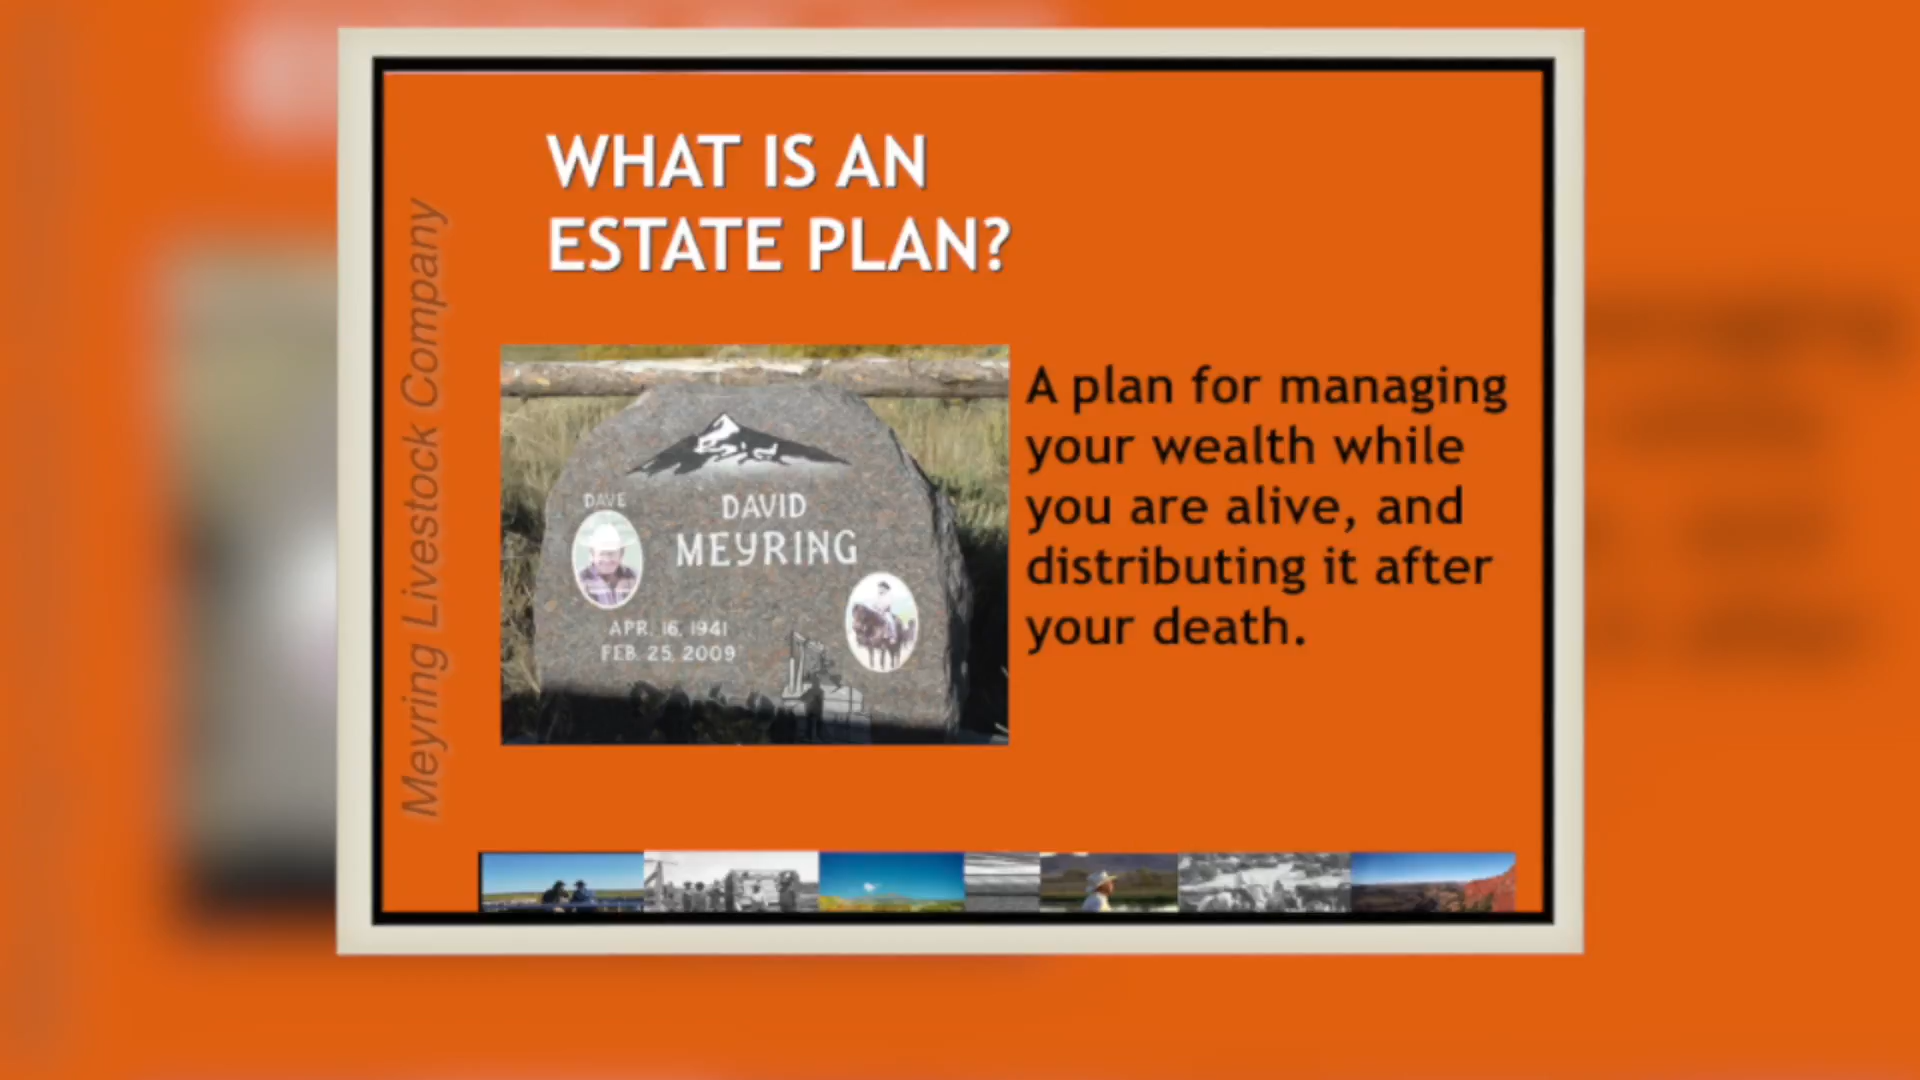 WHAT IS AN
ESTATE PLAN?
Meyring Livestock Company
DAVE
DAVID
MEYRING
APR. 16, 1941
FEB. 25, 2009
A plan for managing
your wealth while
you are alive, and
distributing it after
your death.